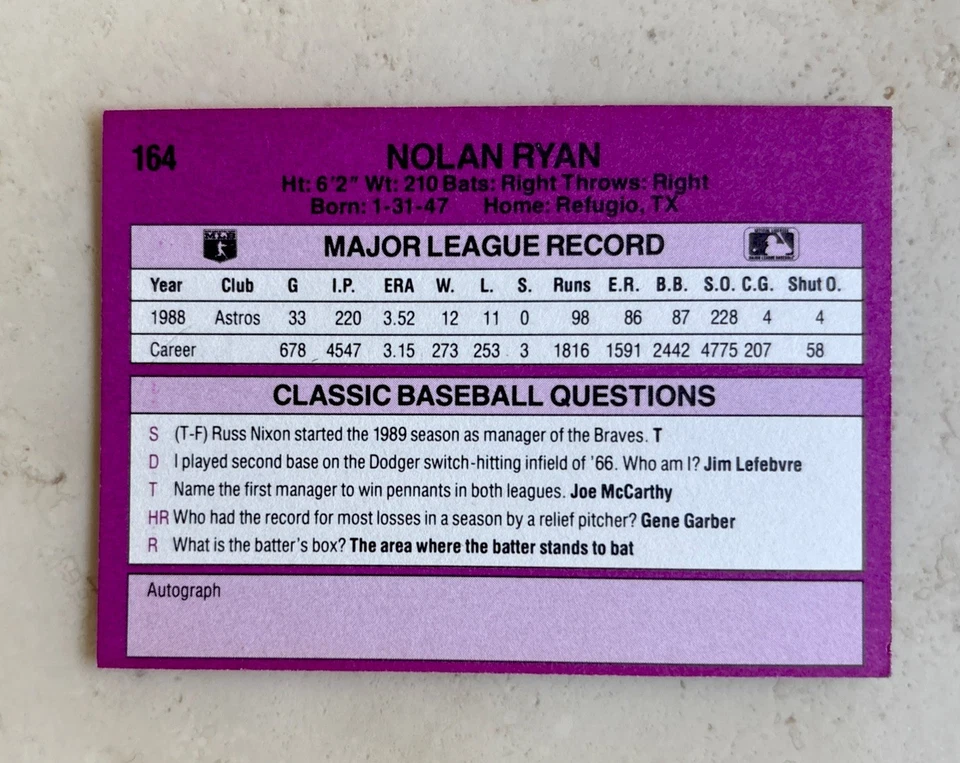 164
NOLAN RYAN
Ht: 6'2" Wt: 210 Bats: Right Throws: Right
Born: 1-31-47 Home: Refugio, TX
MLB MAJOR LEAGUE RECORD
Year Club G I.P. ERA W. L. S. Runs E.R. B.B. S.O. C.G. Shut O.
1988 Astros 33 220 3.52 12 11 0 98 86 87 228 4 4
Career 678 4547 3.15 273 253 3 1816 1591 2442 4775 207 58
CLASSIC BASEBALL QUESTIONS
S (T-F) Russ Nixon started the 1989 season as manager of the Braves. T
D I played second base on the Dodger switch-hitting infield of '66. Who am I? Jim Lefebvre
T Name the first manager to win pennants in both leagues. Joe McCarthy
HR Who had the record for most losses in a season by a relief pitcher? Gene Garber
R What is the batter's box? The area where the batter stands to bat
Autograph